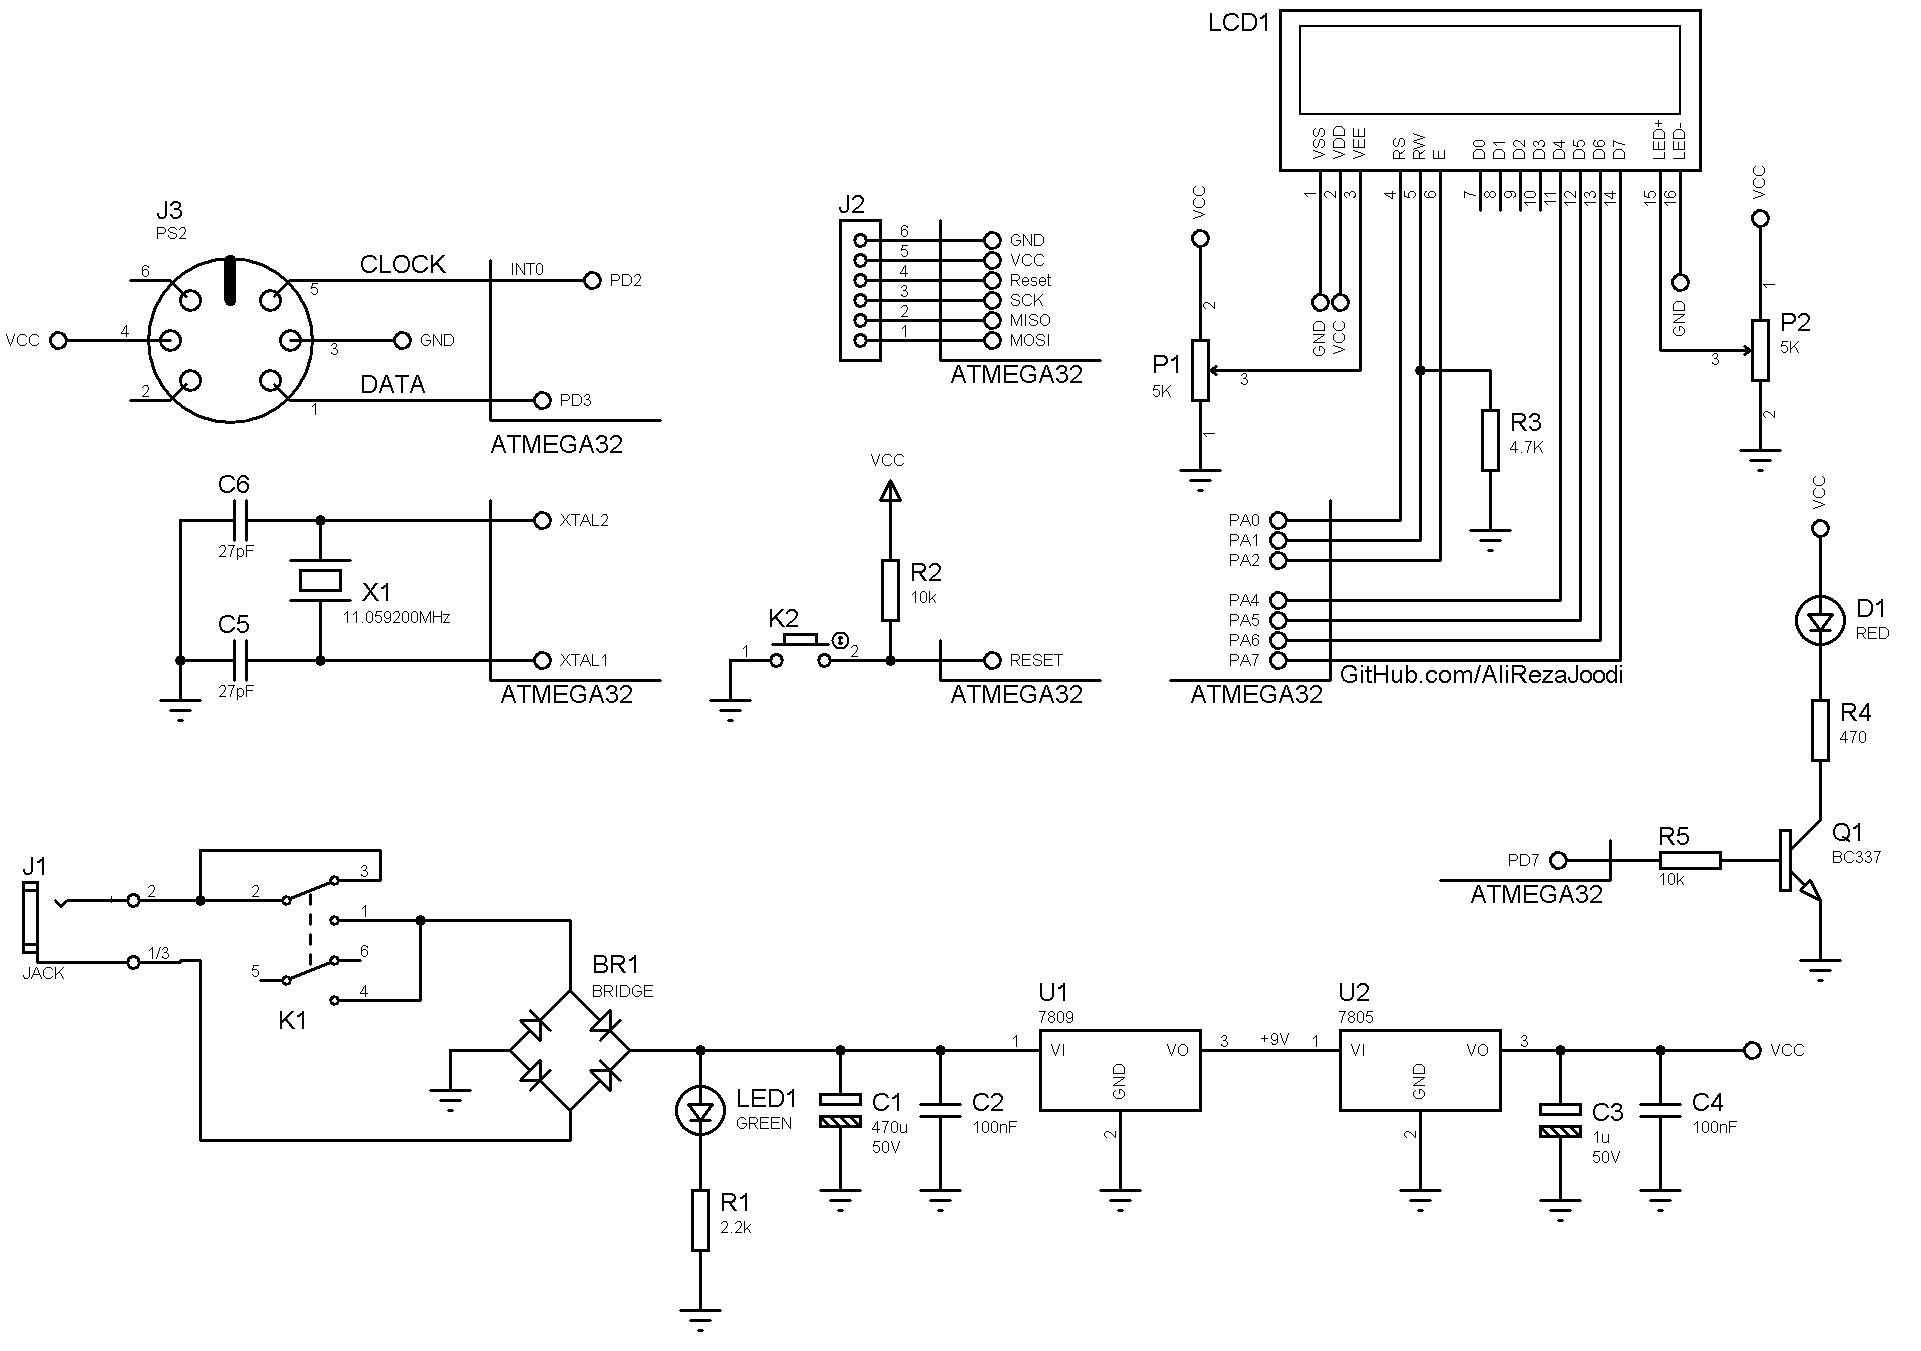 LCD1
VSS
VDD
VEE
RS
RW
E
D0
D1
D2
D3
D4
D5
D6
D7
LED+
LED-
1
2
3
4
5
6
7
8
9
10
11
12
13
14
15
16
VCC
2
P1
5K
3
1
GND
VCC
GND
VCC
1
P2
5K
3
2
R3
4.7K
PA0
PA1
PA2
PA4
PA5
PA6
PA7
GitHub.com/AliRezaJoodi
ATMEGA32
J3
PS2
6
CLOCK
INT0
PD2
5
VCC
4
3
GND
2
DATA
1
PD3
ATMEGA32
J2
6
GND
5
VCC
4
Reset
3
SCK
2
MISO
1
MOSI
ATMEGA32
C6
27pF
XTAL2
X1
11.059200MHz
C5
27pF
XTAL1
ATMEGA32
VCC
R2
10k
K2
1
2
RESET
ATMEGA32
VCC
D1
RED
R4
470
Q1
BC337
R5
10k
PD7
ATMEGA32
J1
JACK
2
1/3
2
3
1
5
6
4
K1
BR1
BRIDGE
LED1
GREEN
R1
2.2k
C1
470u
50V
C2
100nF
U1
7809
1
VI
VO
3
GND
2
+9V
U2
7805
1
VI
VO
3
GND
2
C3
1u
50V
C4
100nF
VCC